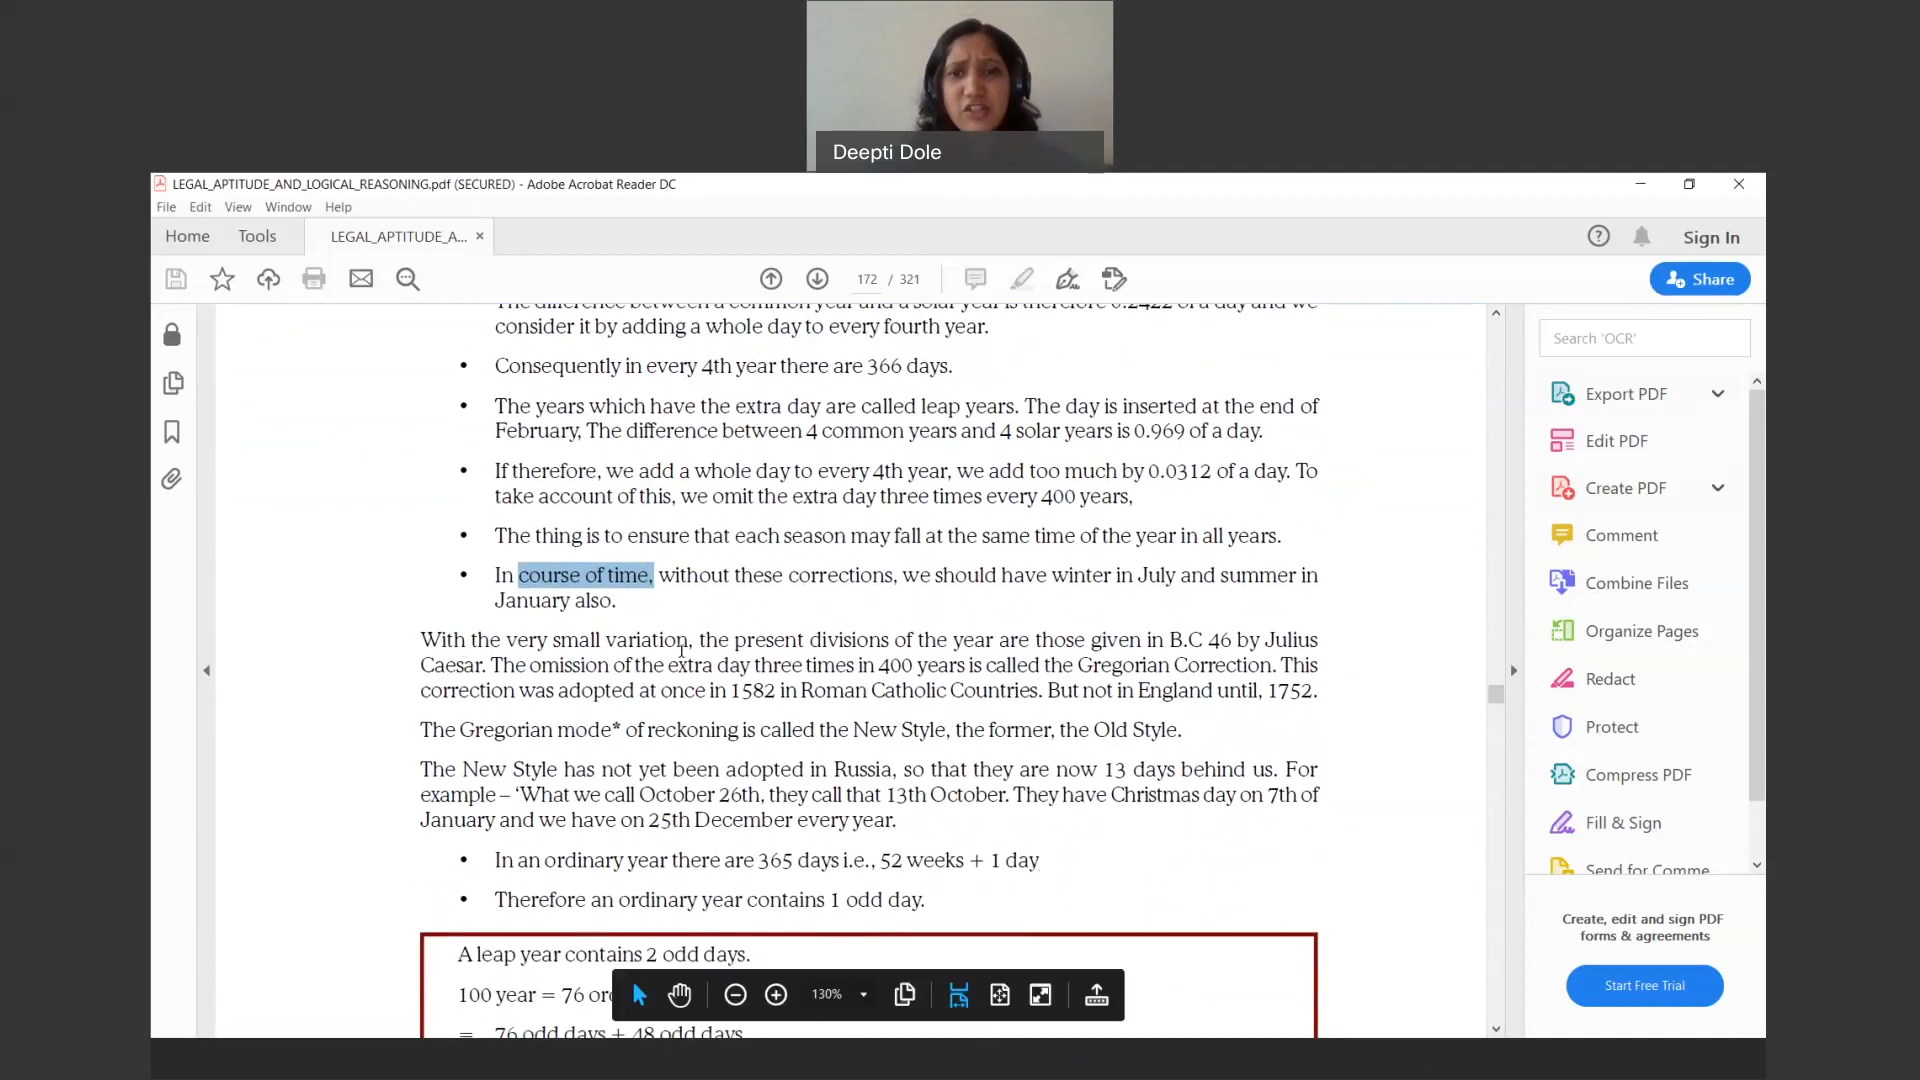 Deepti Dole
LEGAL_APTITUDE_AND_LOGICAL_REASONING.pdf (SECURED) - Adobe Acrobat Reader DC
File Edit View Window Help
Home Tools LEGAL_APTITUDE_A... × Sign In
172 / 321 Share
The difference between a common year and a solar year is therefore 0.2422 of a day and we
consider it by adding a whole day to every fourth year.
• Consequently in every 4th year there are 366 days.
• The years which have the extra day are called leap years. The day is inserted at the end of
February, The difference between 4 common years and 4 solar years is 0.969 of a day.
• If therefore, we add a whole day to every 4th year, we add too much by 0.0312 of a day. To
take account of this, we omit the extra day three times every 400 years,
• The thing is to ensure that each season may fall at the same time of the year in all years.
• In course of time, without these corrections, we should have winter in July and summer in
January also.
With the very small variation, the present divisions of the year are those given in B.C 46 by Julius
Caesar. The omission of the extra day three times in 400 years is called the Gregorian Correction. This
correction was adopted at once in 1582 in Roman Catholic Countries. But not in England until, 1752.
The Gregorian mode* of reckoning is called the New Style, the former, the Old Style.
The New Style has not yet been adopted in Russia, so that they are now 13 days behind us. For
example – ‘What we call October 26th, they call that 13th October. They have Christmas day on 7th of
January and we have on 25th December every year.
• In an ordinary year there are 365 days i.e., 52 weeks + 1 day
• Therefore an ordinary year contains 1 odd day.
A leap year contains 2 odd days.
100 year = 76
= 76 odd days + 48 odd days
130%
Search 'OCR'
Export PDF
Edit PDF
Create PDF
Comment
Combine Files
Organize Pages
Redact
Protect
Compress PDF
Fill & Sign
Send for Comme
Create, edit and sign PDF
forms & agreements
Start Free Trial